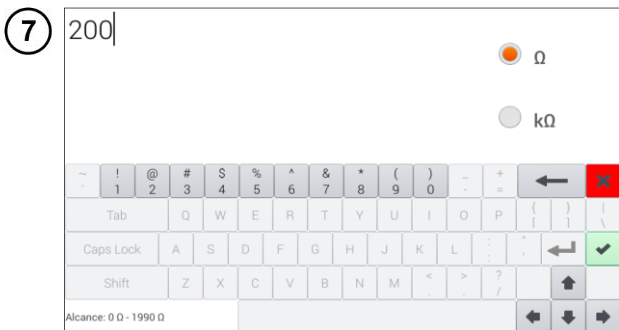 7
200
Ω
kΩ
~ ! @ # $ % ^ & * ( ) _ +
` 1 2 3 4 5 6 7 8 9 0 - =
Tab Q W E R T Y U I O P { } |
[ ] \
Caps Lock A S D F G H J K L : "
; '
Shift Z X C V B N M < > ?
, . /
Alcance: 0 Ω - 1990 Ω